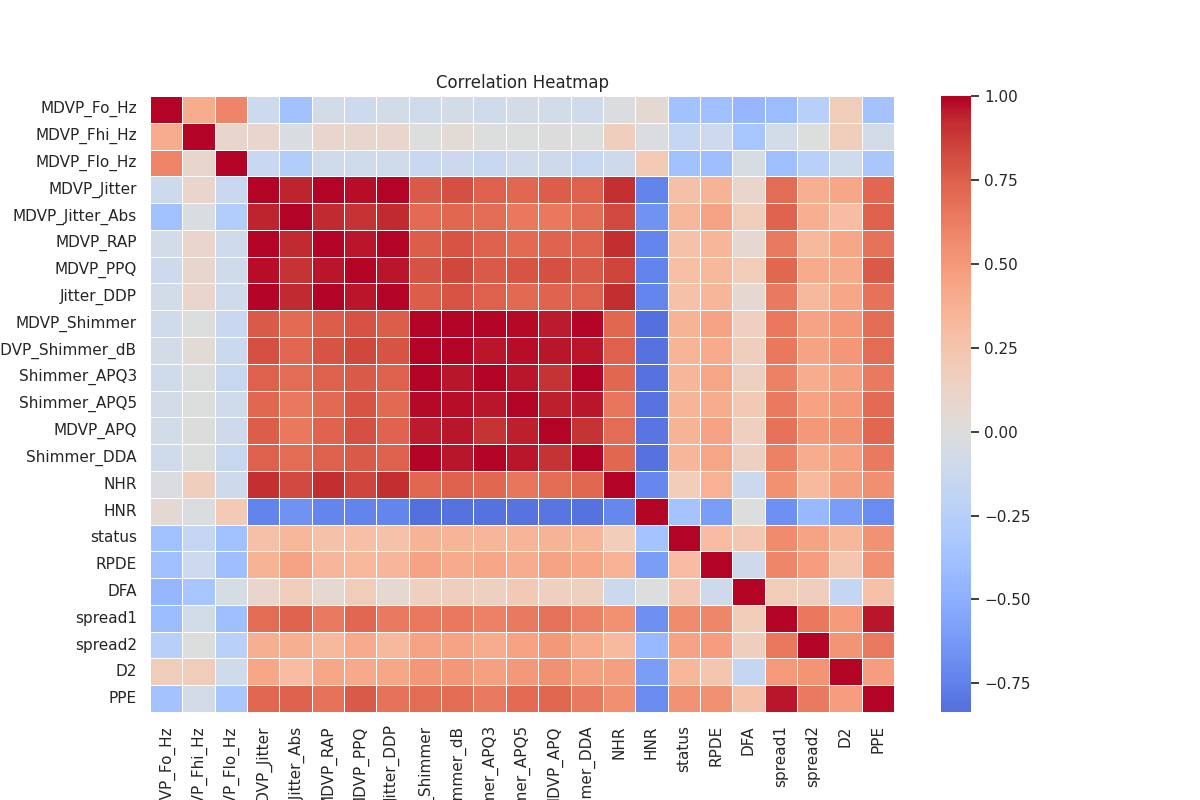 Correlation Heatmap
MDVP_Fo_Hz
MDVP_Fhi_Hz
MDVP_Flo_Hz
MDVP_Jitter
MDVP_Jitter_Abs
MDVP_RAP
MDVP_PPQ
Jitter_DDP
MDVP_Shimmer
DVP_Shimmer_dB
Shimmer_APQ3
Shimmer_APQ5
MDVP_APQ
Shimmer_DDA
NHR
HNR
status
RPDE
DFA
spread1
spread2
D2
PPE
VP_Fo_Hz
VP_Fhi_Hz
VP_Flo_Hz
DVP_Jitter
Jitter_Abs
MDVP_RAP
MDVP_PPQ
Jitter_DDP
_Shimmer
mmer_dB
mer_APQ3
mer_APQ5
MDVP_APQ
mer_DDA
NHR
HNR
status
RPDE
DFA
spread1
spread2
D2
PPE
1.00
0.75
0.50
0.25
0.00
−0.25
−0.50
−0.75